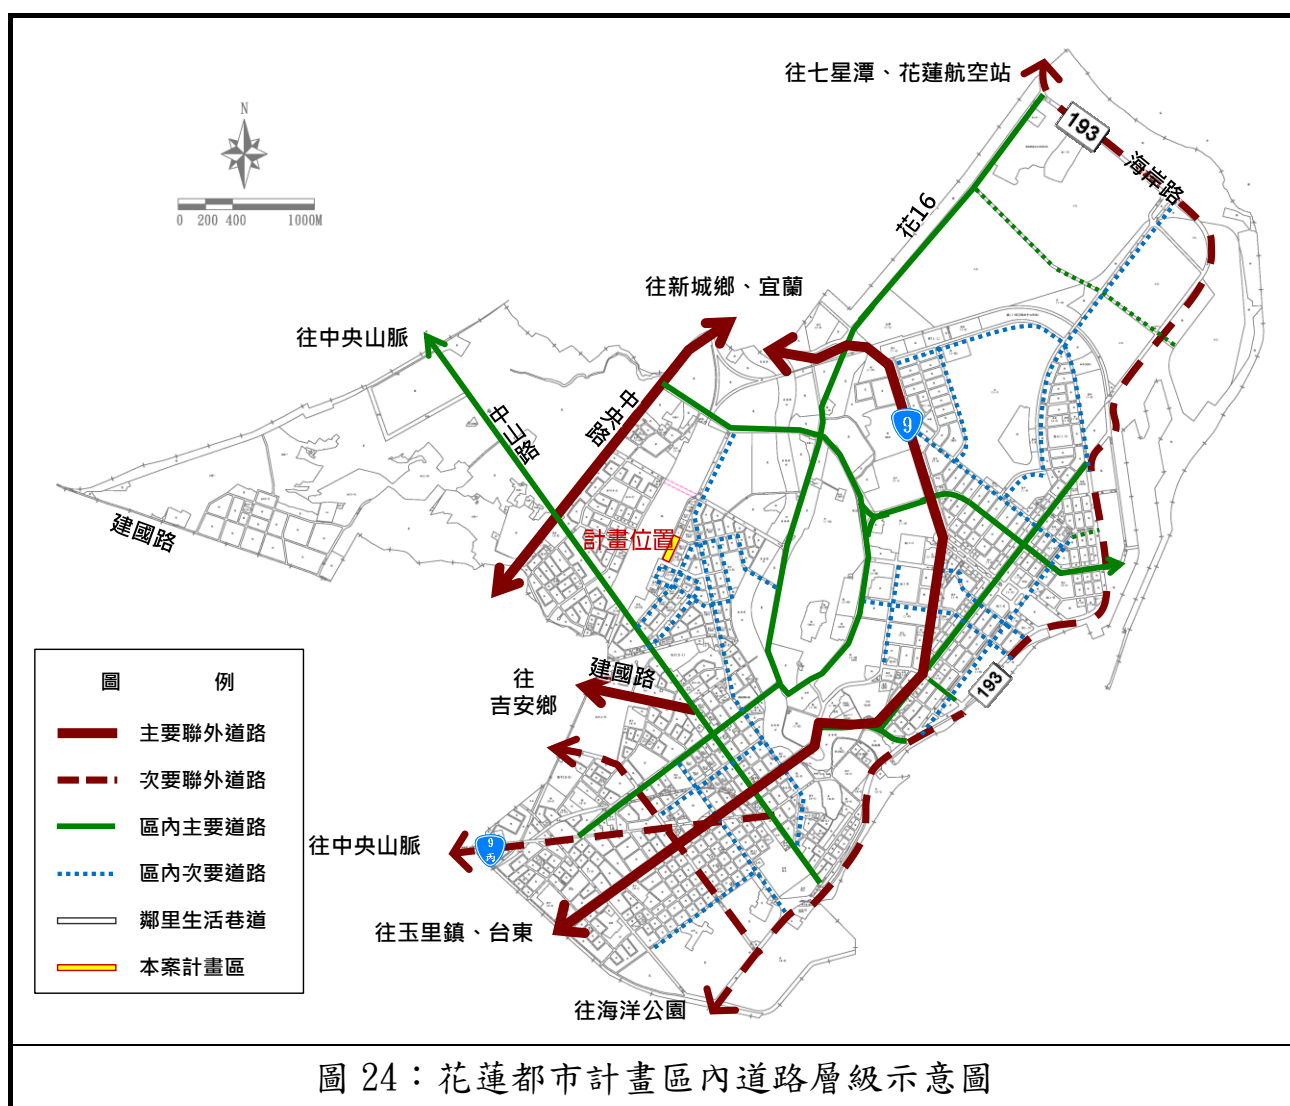 往七星潭、花蓮航空站
193
海岸路
N
0 200 400 1000M
花16
往新城鄉、宜蘭
往中央山脈
中央路
中山路
9
建國路
計畫位置
圖 例
主要聯外道路
次要聯外道路
區內主要道路
區內次要道路
鄰里生活巷道
本案計畫區
往
吉安鄉
建國路
193
往中央山脈
9
丙
往玉里鎮、台東
往海洋公園
圖 24：花蓮都市計畫區內道路層級示意圖